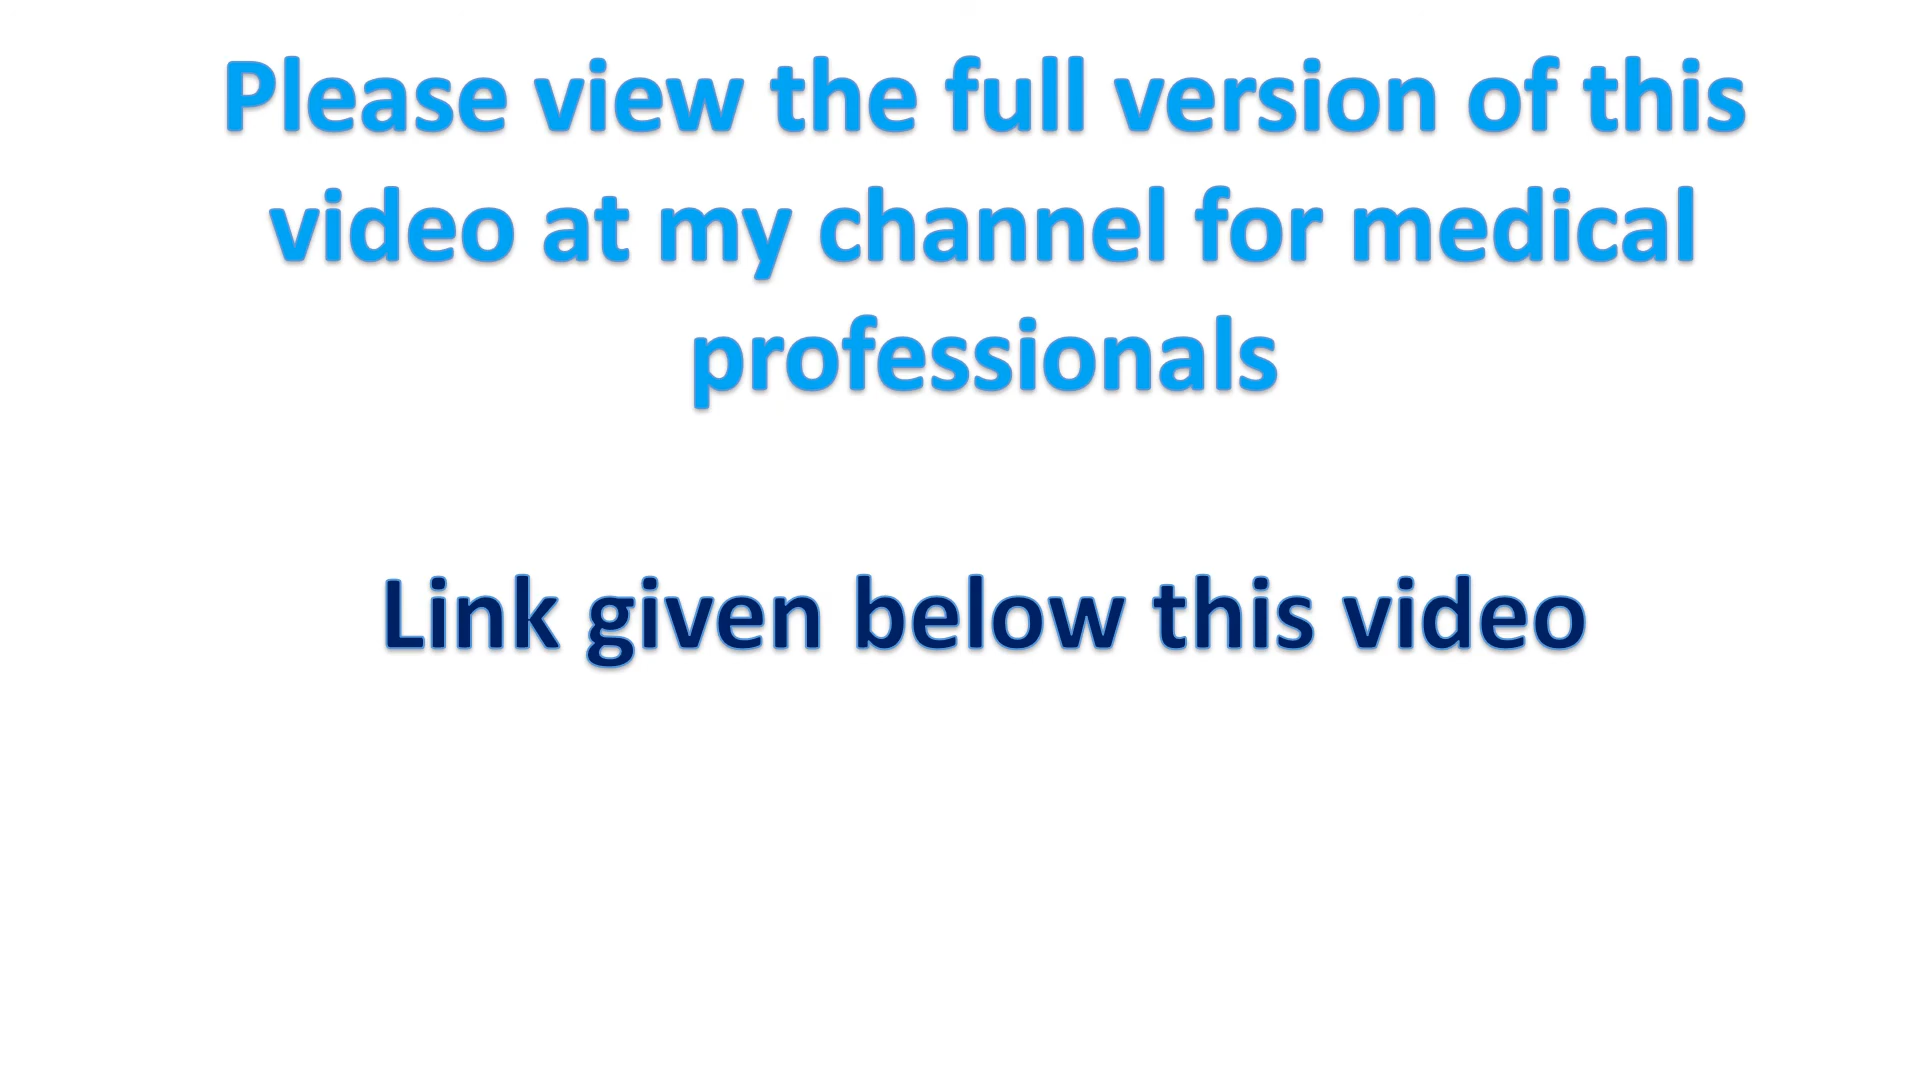 Please view the full version of this
video at my channel for medical
professionals
Link given below this video